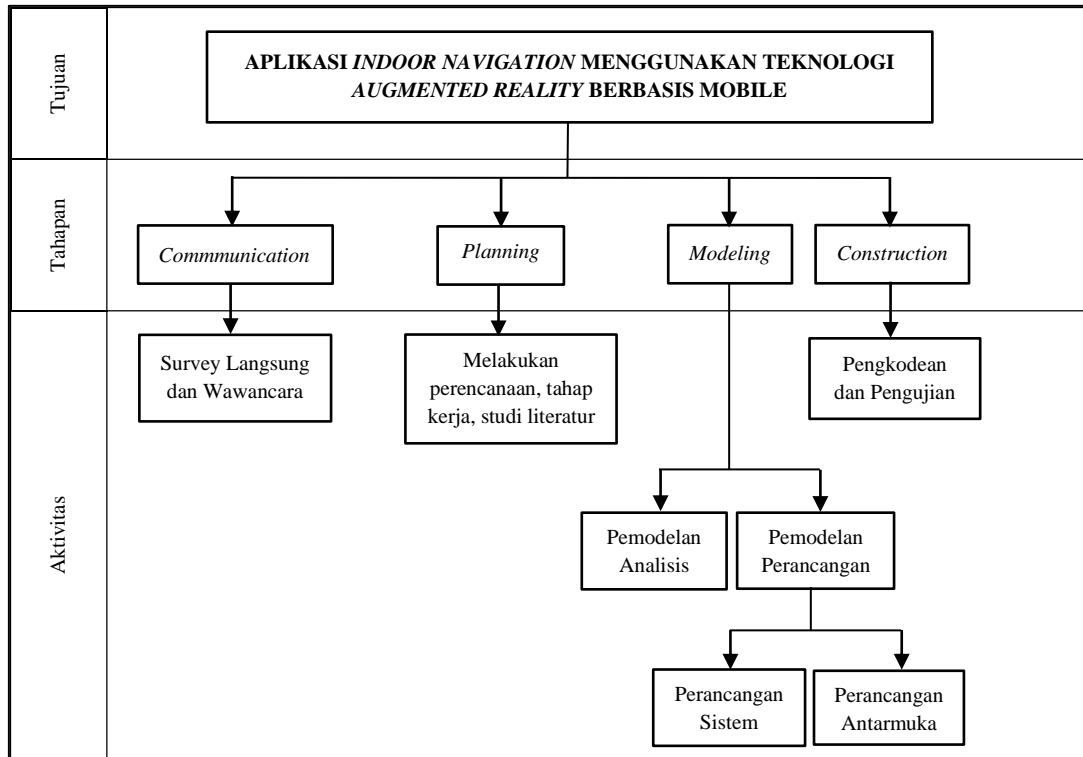 Tujuan
APLIKASI INDOOR NAVIGATION MENGGUNAKAN TEKNOLOGI
AUGMENTED REALITY BERBASIS MOBILE
Tahapan
Commmunication
Planning
Modeling
Construction
Aktivitas
Survey Langsung
dan Wawancara
Melakukan
perencanaan, tahap
kerja, studi literatur
Pengkodean
dan Pengujian
Pemodelan
Analisis
Pemodelan
Perancangan
Perancangan
Sistem
Perancangan
Antarmuka